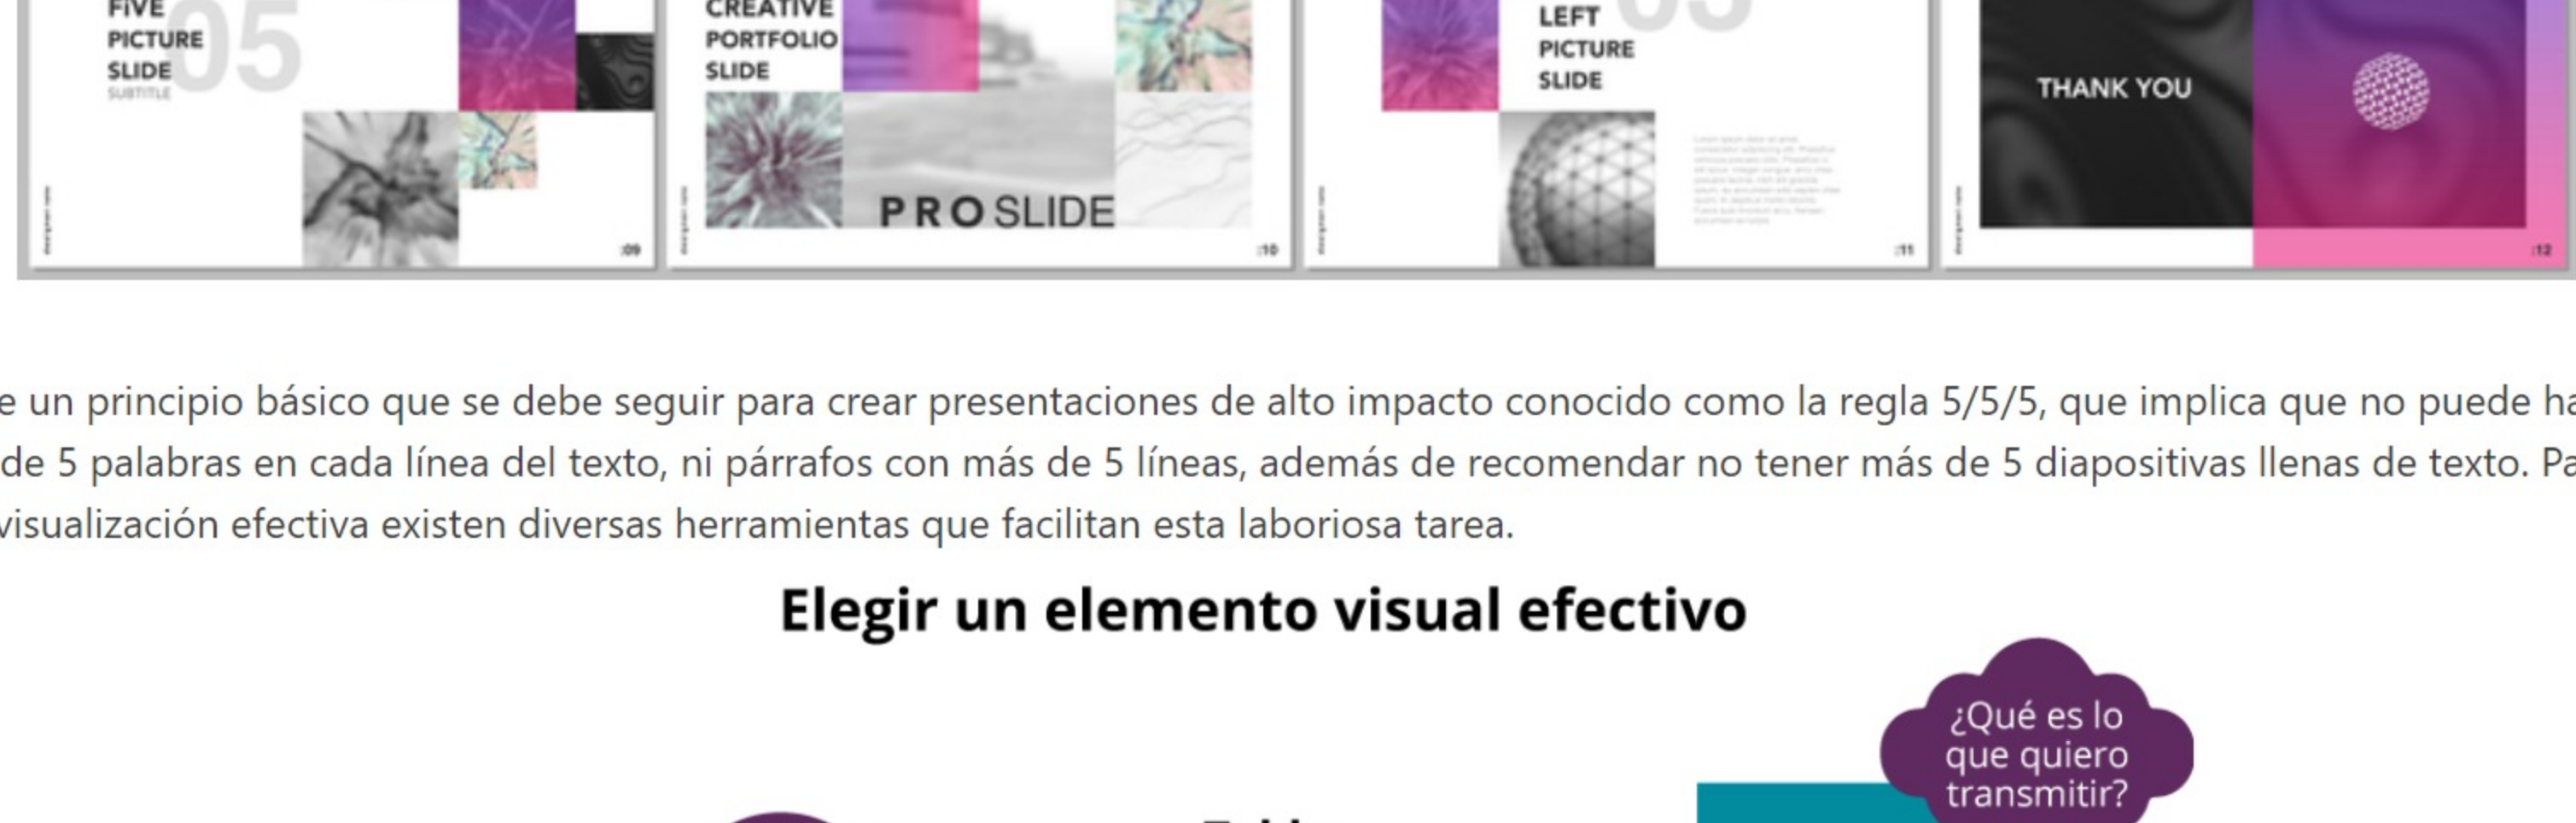 FIVE
PICTURE
SLIDE
SUBTITLE
05
:09
CREATIVE
PORTFOLIO
SLIDE
PRO SLIDE
:10
LEFT
PICTURE
SLIDE
:11
THANK YOU
:12
un principio básico que se debe seguir para crear presentaciones de alto impacto conocido como la regla 5/5/5, que implica que no puede
de 5 palabras en cada línea del texto, ni párrafos con más de 5 líneas, además de recomendar no tener más de 5 diapositivas llenas de texto.
visualización efectiva existen diversas herramientas que facilitan esta laboriosa tarea.
Elegir un elemento visual efectivo
¿Qué es lo
que quiero
transmitir?